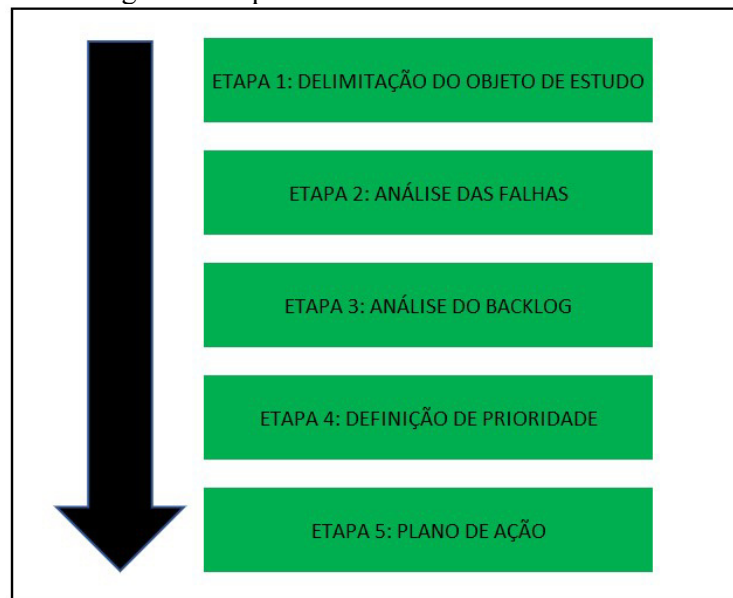 ETAPA 1: DELIMITAÇÃO DO OBJETO DE ESTUDO
ETAPA 2: ANÁLISE DAS FALHAS
ETAPA 3: ANÁLISE DO BACKLOG
ETAPA 4: DEFINIÇÃO DE PRIORIDADE
ETAPA 5: PLANO DE AÇÃO